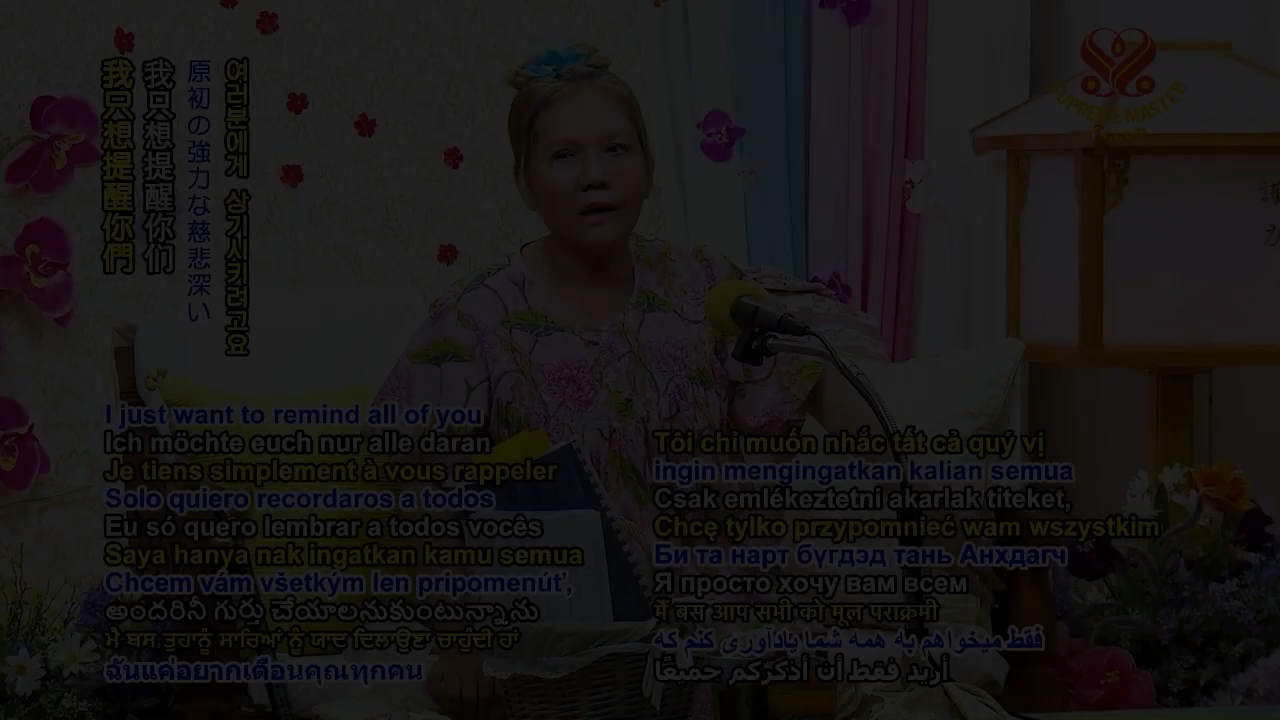 我只想提醒你們
我只想提醒你们
原初の強力な慈悲深い
여러분에게 상기시키려고요
SUPREME MASTER
I just want to remind all of you
Ich möchte euch nur alle daran
Je tiens simplement à vous rappeler
Solo quiero recordaros a todos
Eu só quero lembrar a todos vocês
Saya hanya nak ingatkan kamu semua
Chcem vám všetkým len pripomenúť,
అందరినీ గుర్తు చేయాలనుకుంటున్నాను
ਮੈਂ ਬਸ ਤੁਹਾਨੂੰ ਸਾਰਿਆਂ ਨੂੰ ਯਾਦ ਦਿਲਾਉਣਾ ਚਾਹੁੰਦੀ ਹਾਂ
ฉันแค่อยากเตือนคุณทุกคน
Tôi chỉ muốn nhắc tất cả quý vị
ingin mengingatkan kalian semua
Csak emlékeztetni akarlak titeket,
Chcę tylko przypomnieć wam wszystkim
Би та нарт бүгдэд тань Анхдагч
Я просто хочу вам всем
मैं बस आप सभी को मूल पराक्रमी
فقط میخواهم به همه شما یادآوری کنم که
أريد فقط أن أذكركم جميعًا